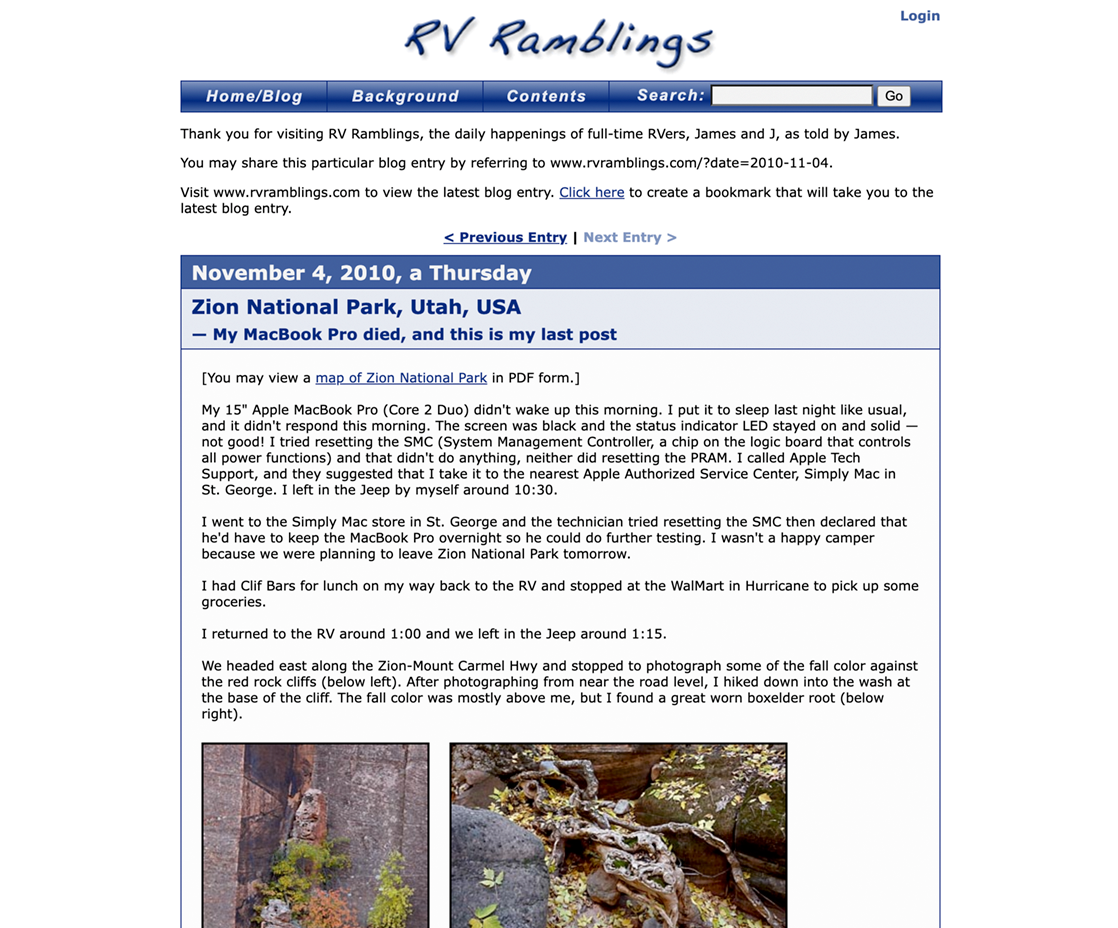 Login
RV Ramblings
Home/Blog Background Contents Search: Go
Thank you for visiting RV Ramblings, the daily happenings of full-time RVers, James and J, as told by James.
You may share this particular blog entry by referring to www.rvramblings.com/?date=2010-11-04.
Visit www.rvramblings.com to view the latest blog entry. Click here to create a bookmark that will take you to the
latest blog entry.
< Previous Entry | Next Entry >
November 4, 2010, a Thursday
Zion National Park, Utah, USA
— My MacBook Pro died, and this is my last post
[You may view a map of Zion National Park in PDF form.]
My 15" Apple MacBook Pro (Core 2 Duo) didn't wake up this morning. I put it to sleep last night like usual,
and it didn't respond this morning. The screen was black and the status indicator LED stayed on and solid —
not good! I tried resetting the SMC (System Management Controller, a chip on the logic board that controls
all power functions) and that didn't do anything, neither did resetting the PRAM. I called Apple Tech
Support, and they suggested that I take it to the nearest Apple Authorized Service Center, Simply Mac in
St. George. I left in the Jeep by myself around 10:30.
I went to the Simply Mac store in St. George and the technician tried resetting the SMC then declared that
he'd have to keep the MacBook Pro overnight so he could do further testing. I wasn't a happy camper
because we were planning to leave Zion National Park tomorrow.
I had Clif Bars for lunch on my way back to the RV and stopped at the WalMart in Hurricane to pick up some
groceries.
I returned to the RV around 1:00 and we left in the Jeep around 1:15.
We headed east along the Zion-Mount Carmel Hwy and stopped to photograph some of the fall color against
the red rock cliffs (below left). After photographing from near the road level, I hiked down into the wash at
the base of the cliff. The fall color was mostly above me, but I found a great worn boxelder root (below
right).